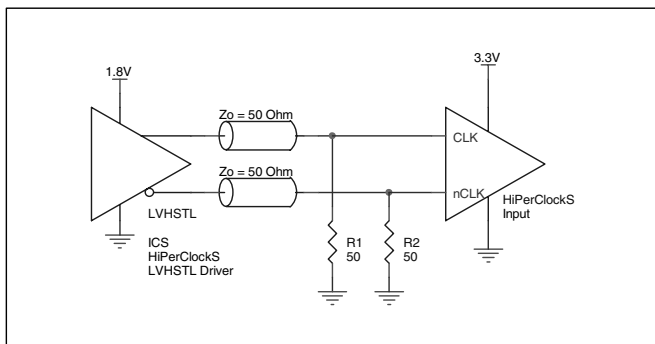 1.8V
3.3V
Zo = 50 Ohm
CLK
Zo = 50 Ohm
nCLK
HiPerClockS
Input
LVHSTL
ICS
HiPerClockS
LVHSTL Driver
R1
50
R2
50